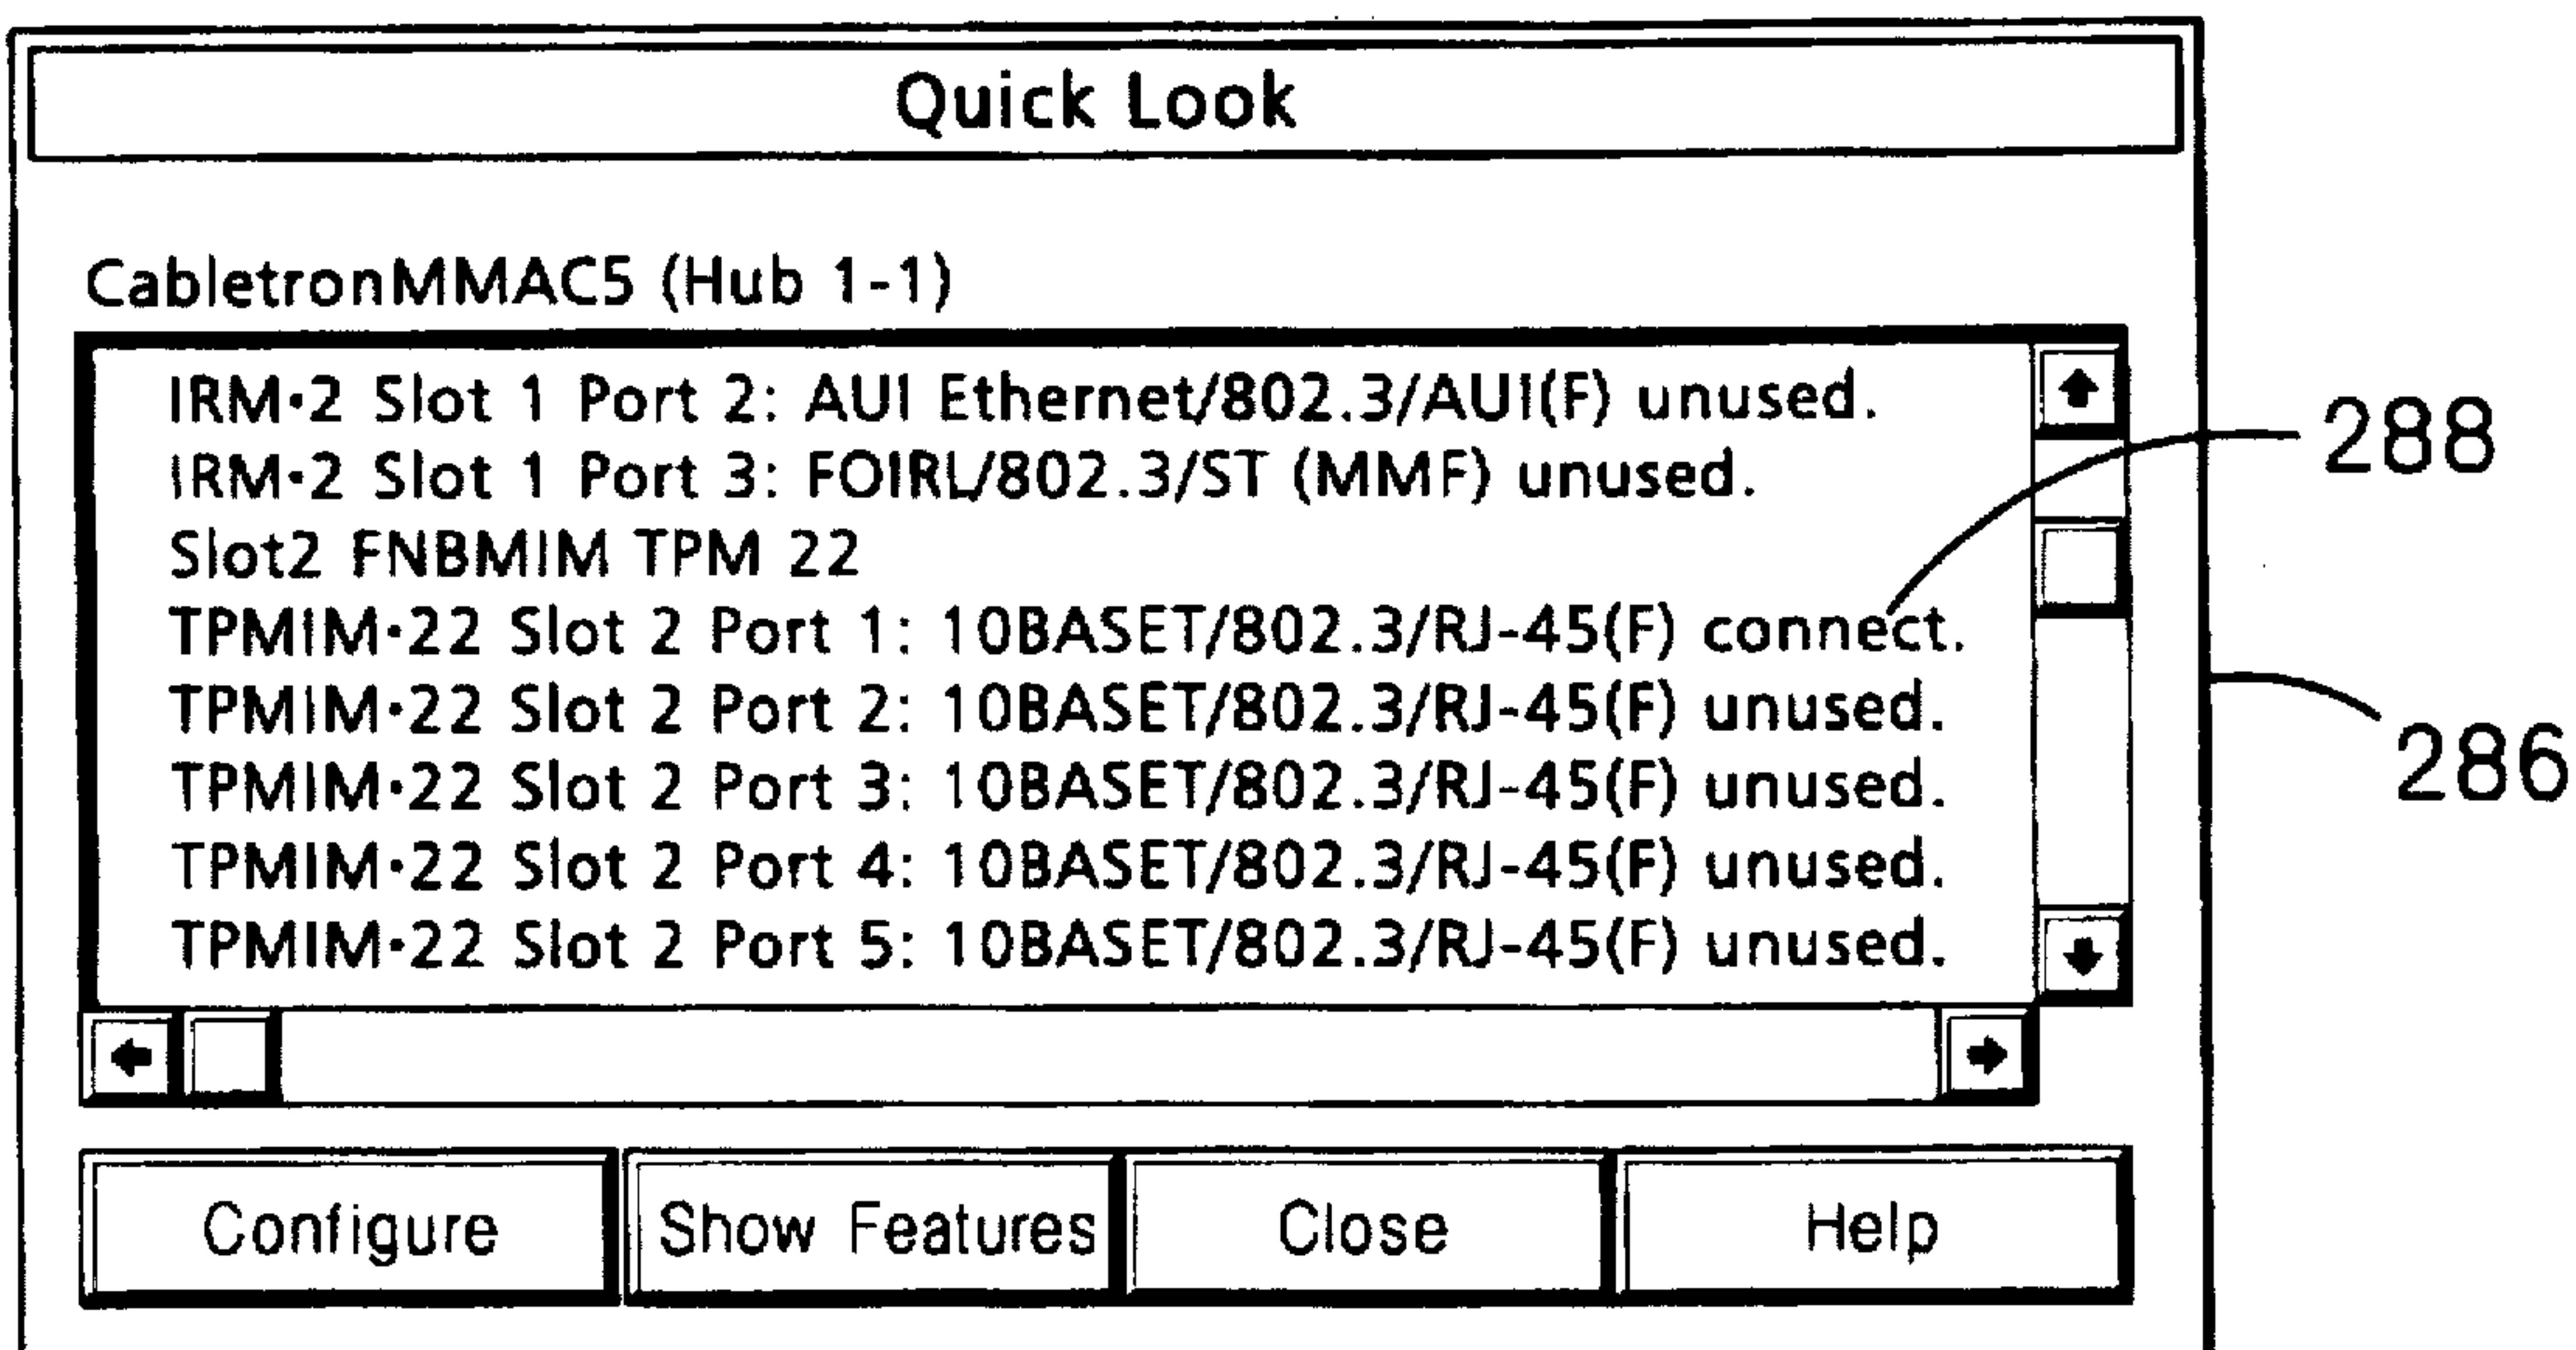 Quick Look
CabletronMMAC5 (Hub 1-1)
IRM·2 Slot 1 Port 2: AUI Ethernet/802.3/AUI(F) unused.
IRM·2 Slot 1 Port 3: FOIRL/802.3/ST (MMF) unused.
Slot2 FNBMIM TPM 22
TPMIM·22 Slot 2 Port 1: 10BASET/802.3/RJ-45(F) connect.
TPMIM·22 Slot 2 Port 2: 10BASET/802.3/RJ-45(F) unused.
TPMIM·22 Slot 2 Port 3: 10BASET/802.3/RJ-45(F) unused.
TPMIM·22 Slot 2 Port 4: 10BASET/802.3/RJ-45(F) unused.
TPMIM·22 Slot 2 Port 5: 10BASET/802.3/RJ-45(F) unused.
Configure Show Features Close Help
288
286